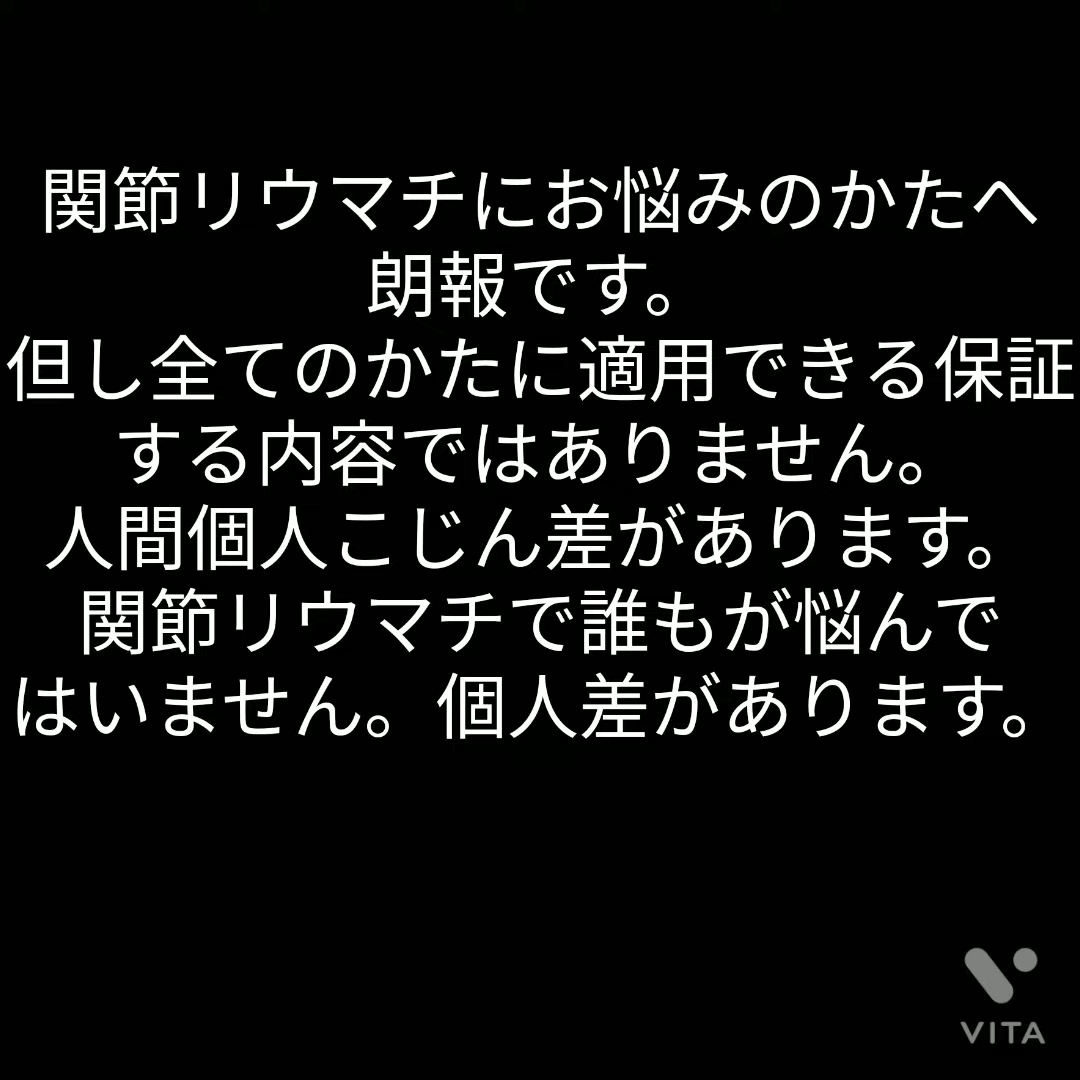 関節リウマチにお悩みのかたへ
朗報です。
但し全てのかたに適用できる保証
する内容ではありません。
人間個人こじん差があります。
関節リウマチで誰もが悩んで
はいません。個人差があります。
VITA